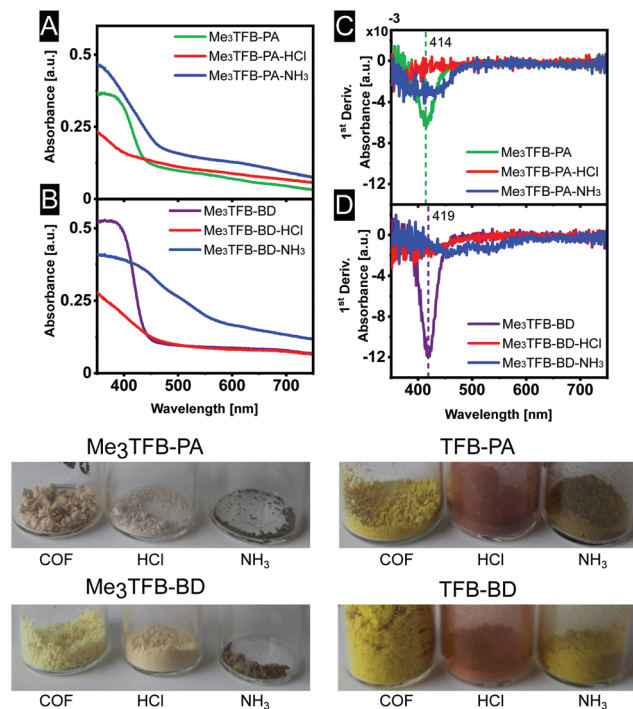 A
0.5
0.25
0
Absorbance [a.u.]
Me₃TFB-PA
Me₃TFB-PA-HCl
Me₃TFB-PA-NH₃
B
0.5
0.25
0
Absorbance [a.u.]
Me₃TFB-BD
Me₃TFB-BD-HCl
Me₃TFB-BD-NH₃
400 500 600 700
Wavelength [nm]
C
x10⁻³
0
-4
-8
-12
1st Deriv.
Absorbance [a.u.]
414
Me₃TFB-PA
Me₃TFB-PA-HCl
Me₃TFB-PA-NH₃
D
0
-4
-8
-12
1st Deriv.
Absorbance [a.u.]
419
Me₃TFB-BD
Me₃TFB-BD-HCl
Me₃TFB-BD-NH₃
400 500 600 700
Wavelength [nm]
Me₃TFB-PA
COF HCl NH₃
TFB-PA
COF HCl NH₃
Me₃TFB-BD
COF HCl NH₃
TFB-BD
COF HCl NH₃